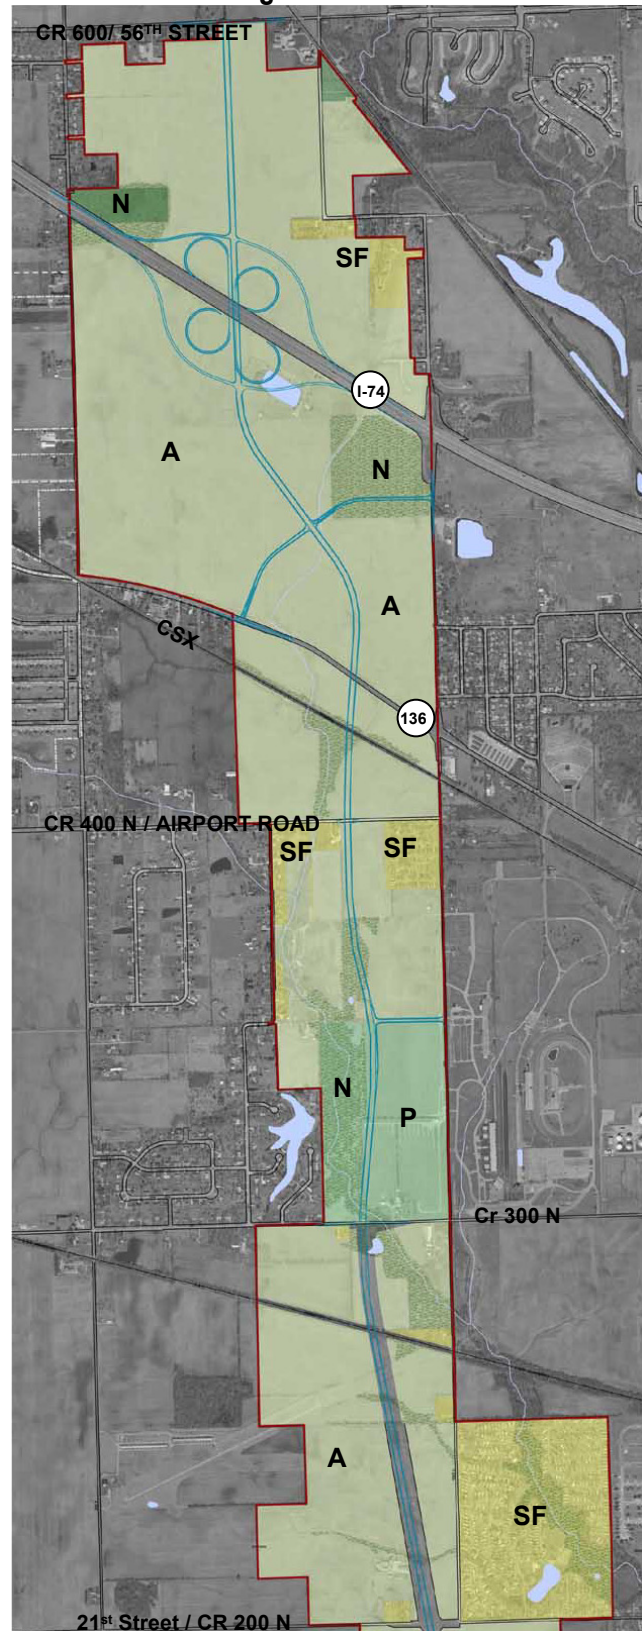 CR 600/ 56TH STREET
N
SF
I-74
A
N
A
CSX
136
CR 400 N / AIRPORT ROAD
SF
SF
N
P
Cr 300 N
A
SF
21st Street / CR 200 N